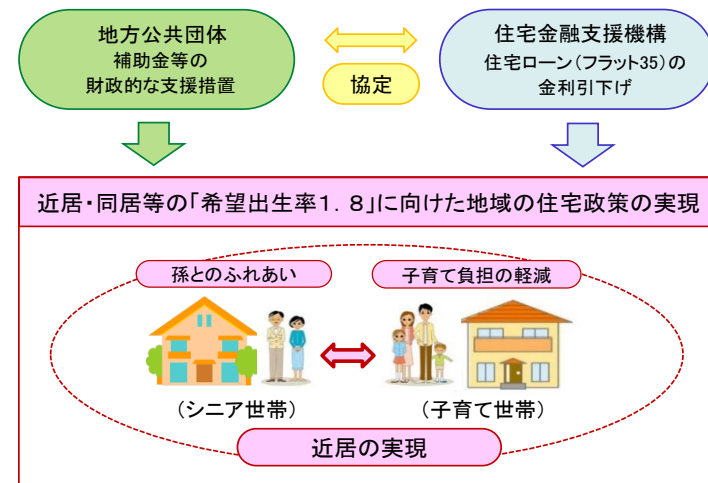 地方公共団体
補助金等の
財政的な支援措置
協定
住宅金融支援機構
住宅ローン(フラット35)の
金利引下げ
近居・同居等の「希望出生率1.8」に向けた地域の住宅政策の実現
孫とのふれあい
子育て負担の軽減
(シニア世帯)
(子育て世帯)
近居の実現